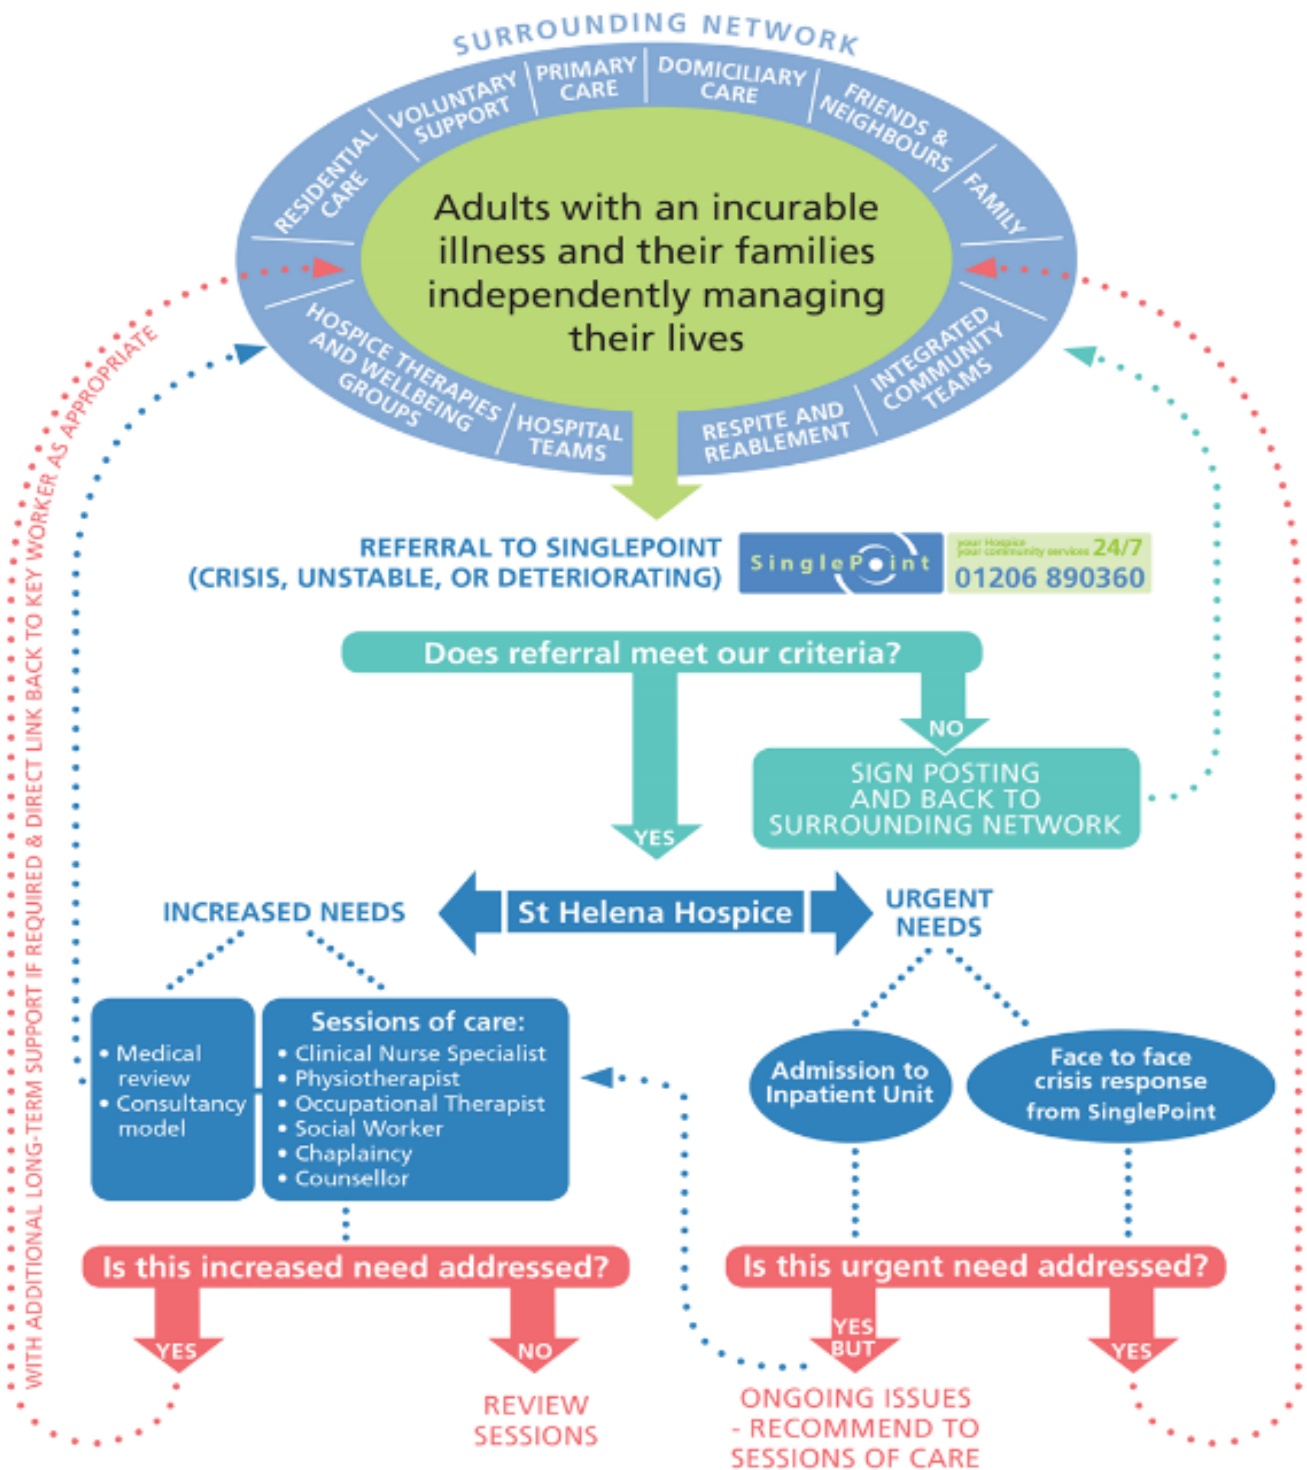 SURROUNDING NETWORK
RESIDENTIAL
CARE
VOLUNTARY
SUPPORT
PRIMARY
CARE
DOMICILIARY
CARE
FRIENDS &
NEIGHBOURS
FAMILY
Adults with an incurable
illness and their families
independently managing
their lives
HOSPICE THERAPIES
AND WELLBEING
GROUPS
HOSPITAL
TEAMS
RESPITE AND
REABLEMENT
INTEGRATED
COMMUNITY
TEAMS
WITH ADDITIONAL LONG-TERM SUPPORT IF REQUIRED & DIRECT LINK BACK TO KEY WORKER AS APPROPRIATE
REFERRAL TO SINGLEPOINT
(CRISIS, UNSTABLE, OR DETERIORATING)
SinglePoint
your Hospice
your community services 24/7
01206 890360
Does referral meet our criteria?
NO
SIGN POSTING
AND BACK TO
SURROUNDING NETWORK
YES
INCREASED NEEDS
St Helena Hospice
URGENT
NEEDS
• Medical
review
• Consultancy
model
Sessions of care:
• Clinical Nurse Specialist
• Physiotherapist
• Occupational Therapist
• Social Worker
• Chaplaincy
• Counsellor
Admission to
Inpatient Unit
Face to face
crisis response
from SinglePoint
Is this increased need addressed?
YES
NO
REVIEW
SESSIONS
Is this urgent need addressed?
YES
BUT
YES
ONGOING ISSUES
- RECOMMEND TO
SESSIONS OF CARE